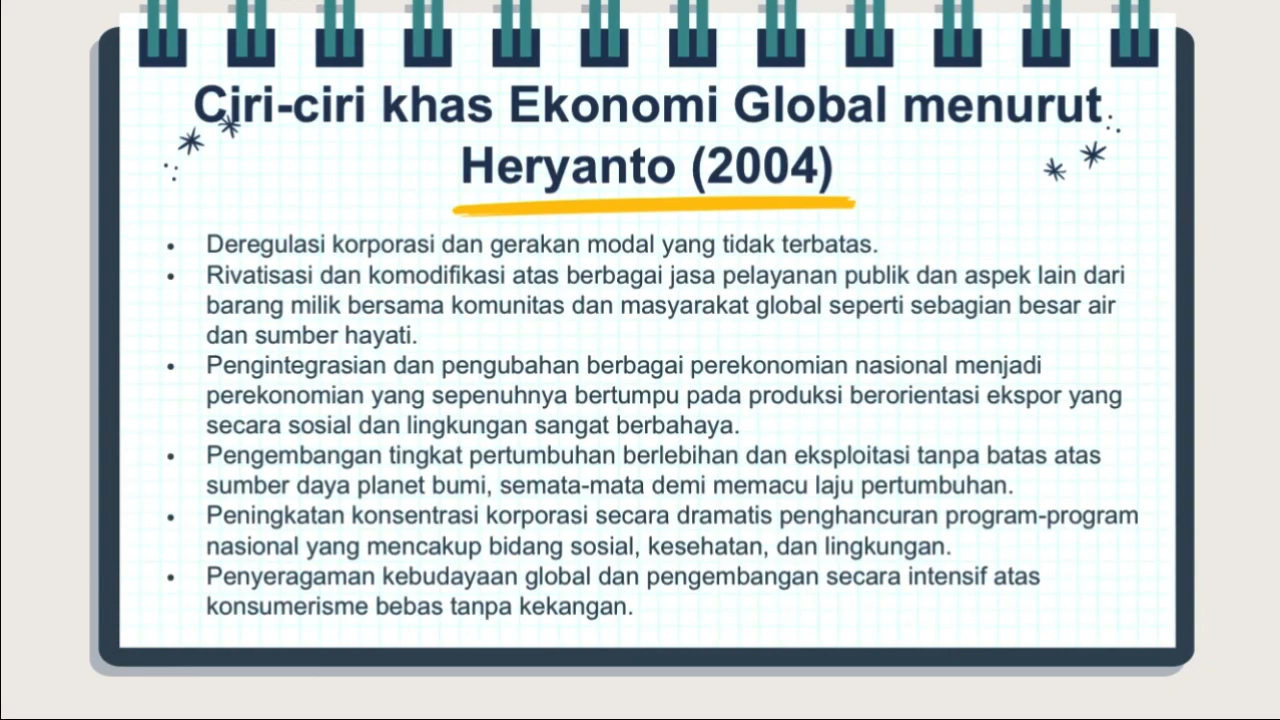 Ciri-ciri khas Ekonomi Global menurut
Heryanto (2004)
• Deregulasi korporasi dan gerakan modal yang tidak terbatas.
• Rivatisasi dan komodifikasi atas berbagai jasa pelayanan publik dan aspek lain dari
barang milik bersama komunitas dan masyarakat global seperti sebagian besar air
dan sumber hayati.
• Pengintegrasian dan pengubahan berbagai perekonomian nasional menjadi
perekonomian yang sepenuhnya bertumpu pada produksi berorientasi ekspor yang
secara sosial dan lingkungan sangat berbahaya.
• Pengembangan tingkat pertumbuhan berlebihan dan eksploitasi tanpa batas atas
sumber daya planet bumi, semata-mata demi memacu laju pertumbuhan.
• Peningkatan konsentrasi korporasi secara dramatis penghancuran program-program
nasional yang mencakup bidang sosial, kesehatan, dan lingkungan.
• Penyeragaman kebudayaan global dan pengembangan secara intensif atas
konsumerisme bebas tanpa kekangan.